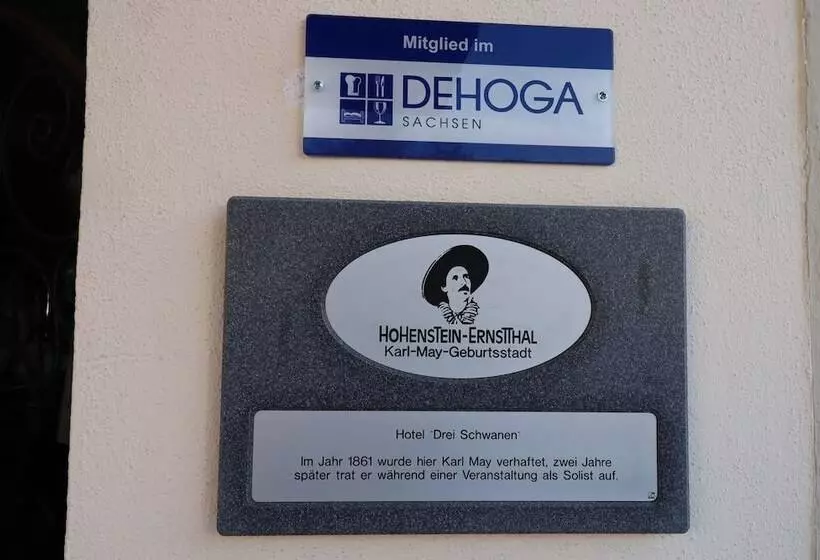 Mitglied im
DEHOGA
SACHSEN
HOHENSTEIN-ERNSTTHAL
Karl-May-Geburtsstadt
Hotel "Drei Schwanen"
Im Jahr 1861 wurde hier Karl May verhaftet, zwei Jahre
später trat er während einer Veranstaltung als Solist auf.